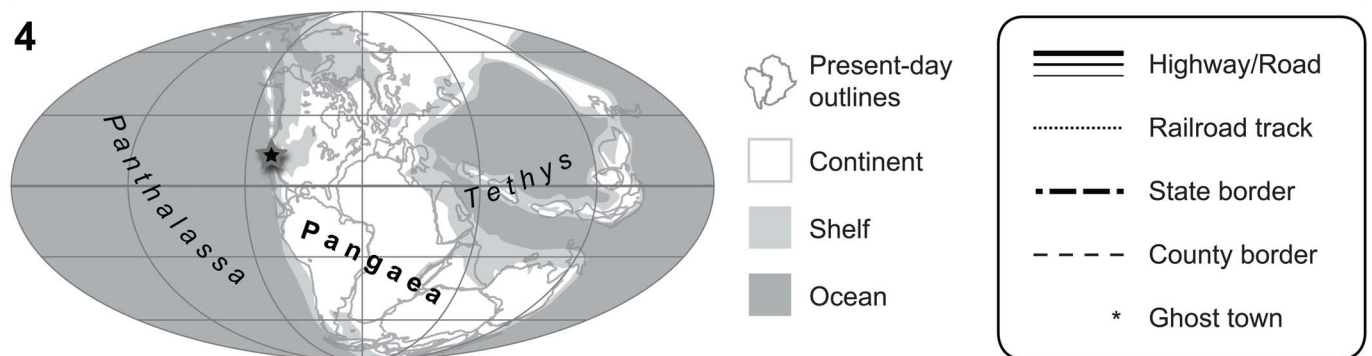 4
Panthalassa
Tethys
Pangaea
Present-day
outlines
Continent
Shelf
Ocean
Highway/Road
Railroad track
State border
County border
* Ghost town